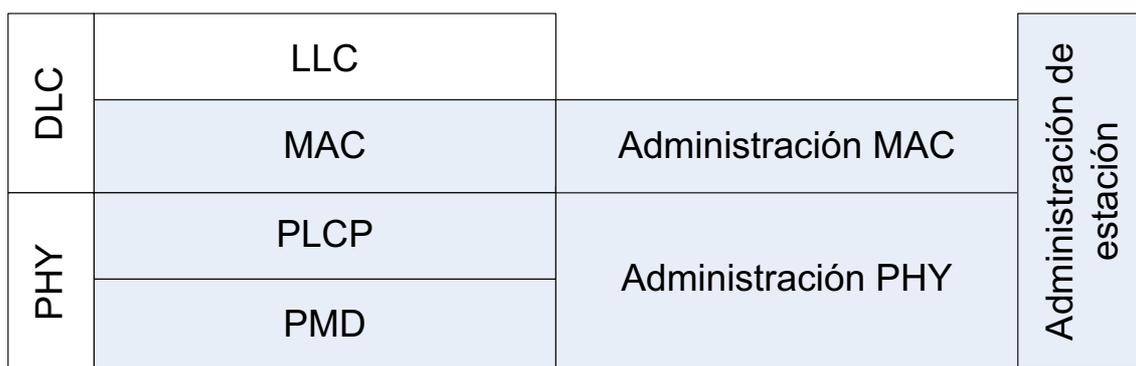 DLC
LLC
MAC
Administración MAC
PHY
PLCP
PMD
Administración PHY
Administración de
estación